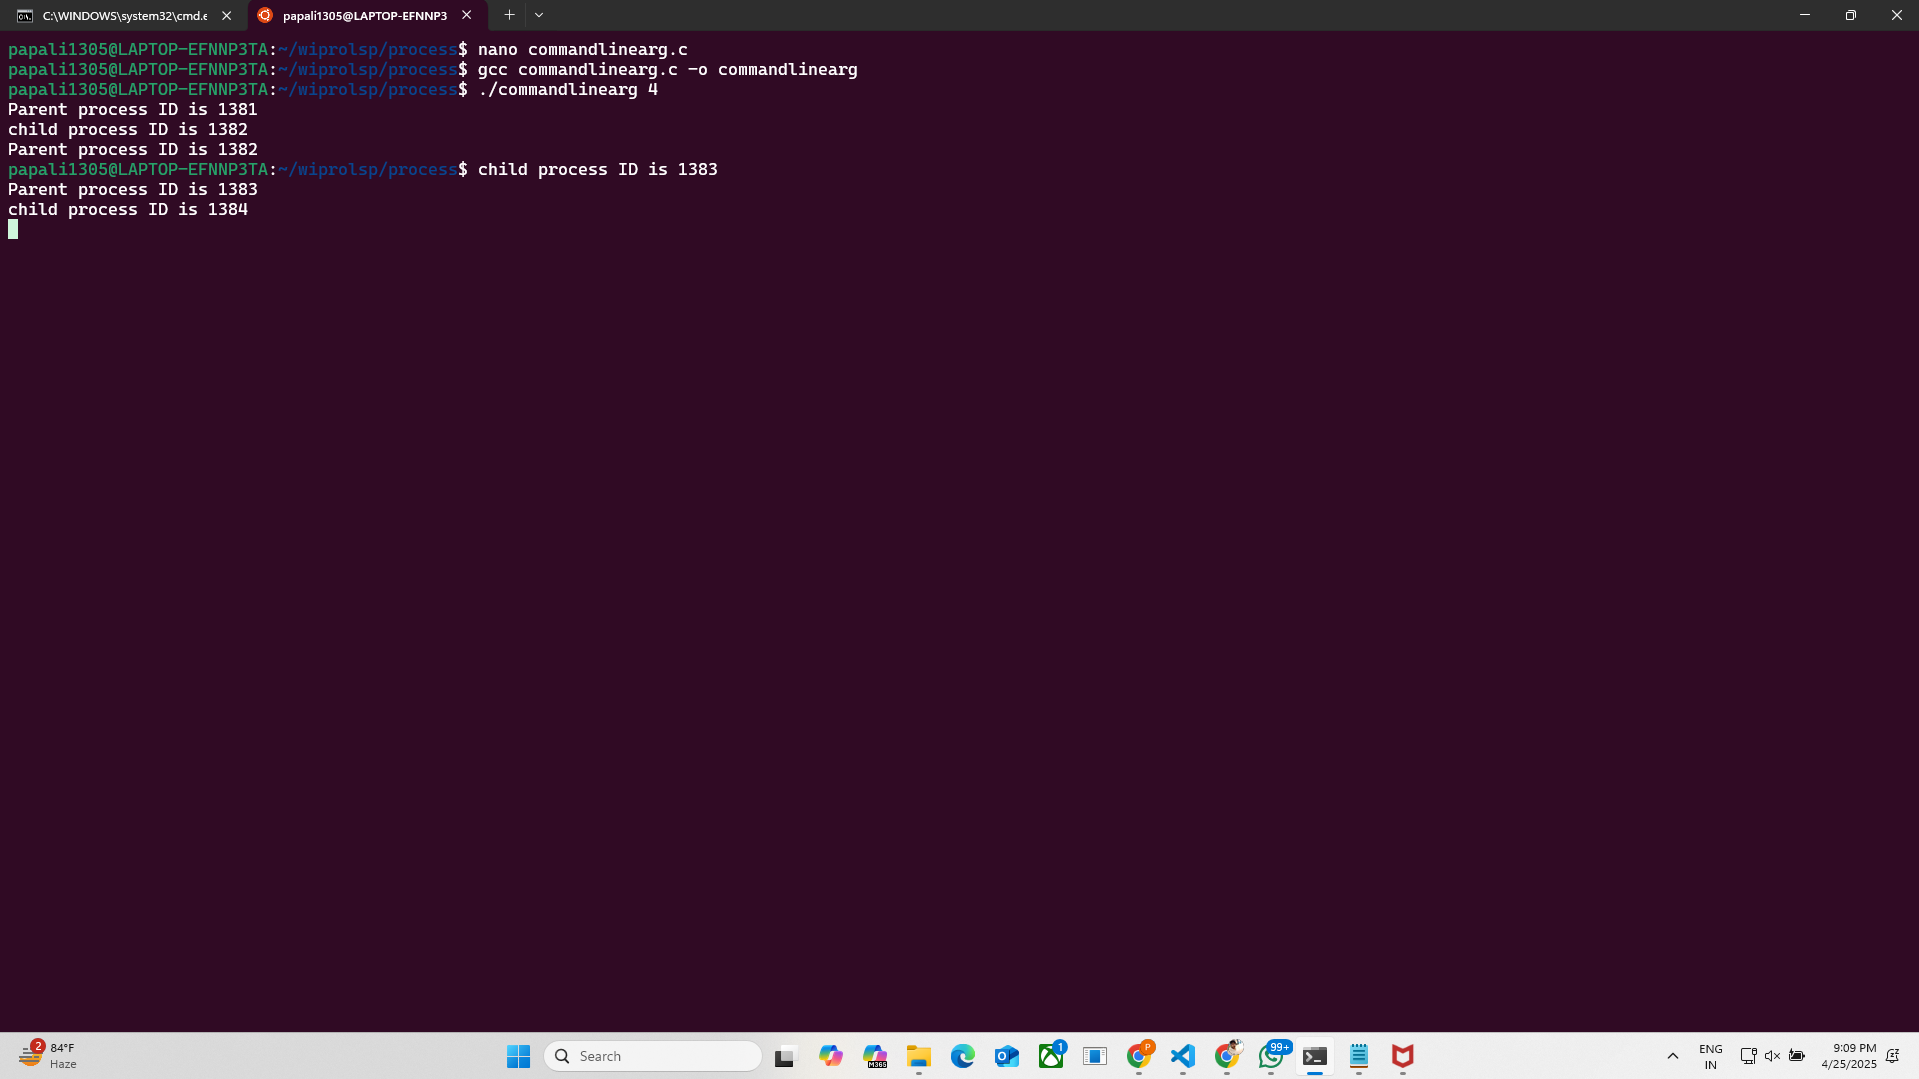 C:\WINDOWS\system32\cmd.e
papali1305@LAPTOP-EFNNP3
papali1305@LAPTOP-EFNNP3TA:~/wiprolsp/process$ nano commandlinearg.c
papali1305@LAPTOP-EFNNP3TA:~/wiprolsp/process$ gcc commandlinearg.c -o commandlinearg
papali1305@LAPTOP-EFNNP3TA:~/wiprolsp/process$ ./commandlinearg 4
Parent process ID is 1381
child process ID is 1382
Parent process ID is 1382
papali1305@LAPTOP-EFNNP3TA:~/wiprolsp/process$ child process ID is 1383
Parent process ID is 1383
child process ID is 1384
2
84°F
Haze
Search
M365
1
P
99+
ENG
IN
9:09 PM
4/25/2025